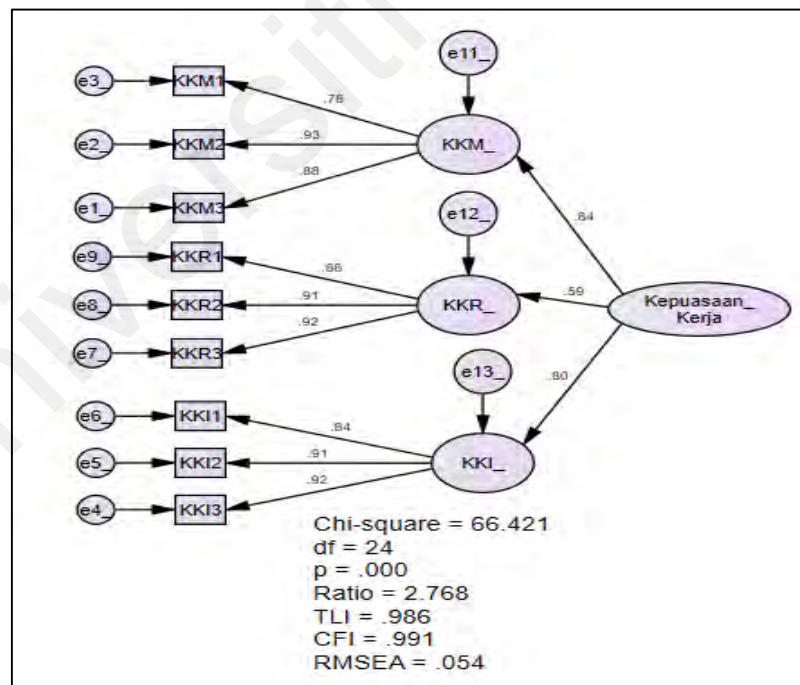 e11_
e3_ KKM1
.78
e2_ KKM2 .93 KKM_
.88
e1_ KKM3
e12_ .84
e9_ KKR1
.88
e8_ KKR2 .91 KKR_ .59 Kepuasaan_
Kerja
e7_ KKR3 .92
e13_ .80
e6_ KKI1
.84
e5_ KKI2 .91 KKI_
.92
e4_ KKI3
Chi-square = 66.421
df = 24
p = .000
Ratio = 2.768
TLI = .986
CFI = .991
RMSEA = .054